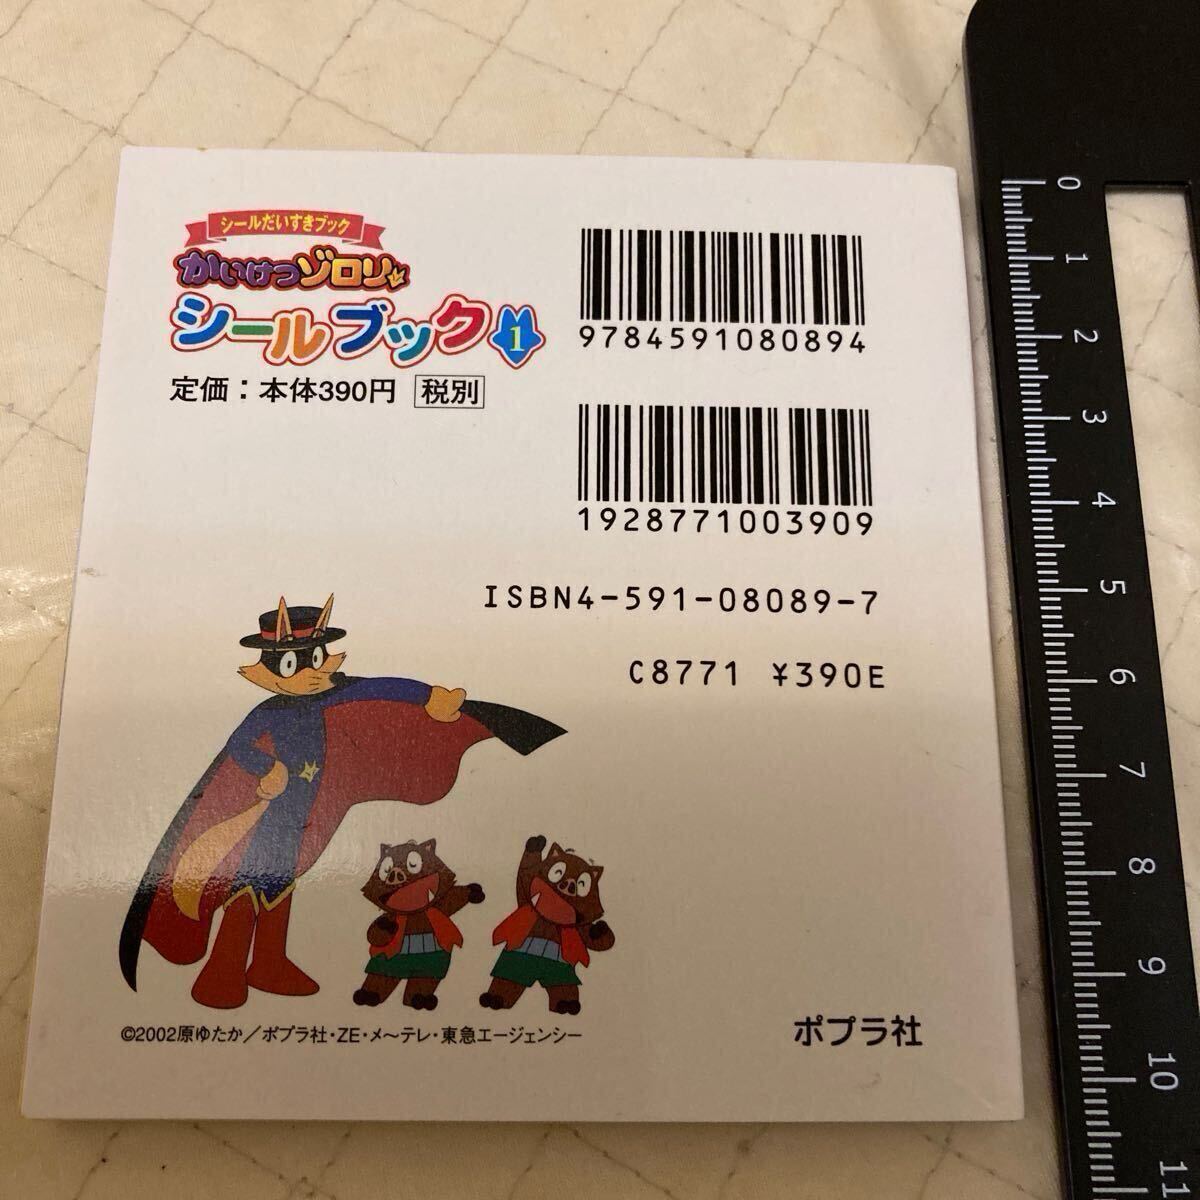 シールだいすきブック
かいけつゾロリ
シールブック1
定価：本体390円 税別
9784591080894
1928771003909
ISBN4-591-08089-7
C8771 ¥390E
©2002原ゆたか／ポプラ社・ZE・メ～テレ・東急エージェンシー
ポプラ社
0
1
2
3
4
5
6
7
8
9
10
11